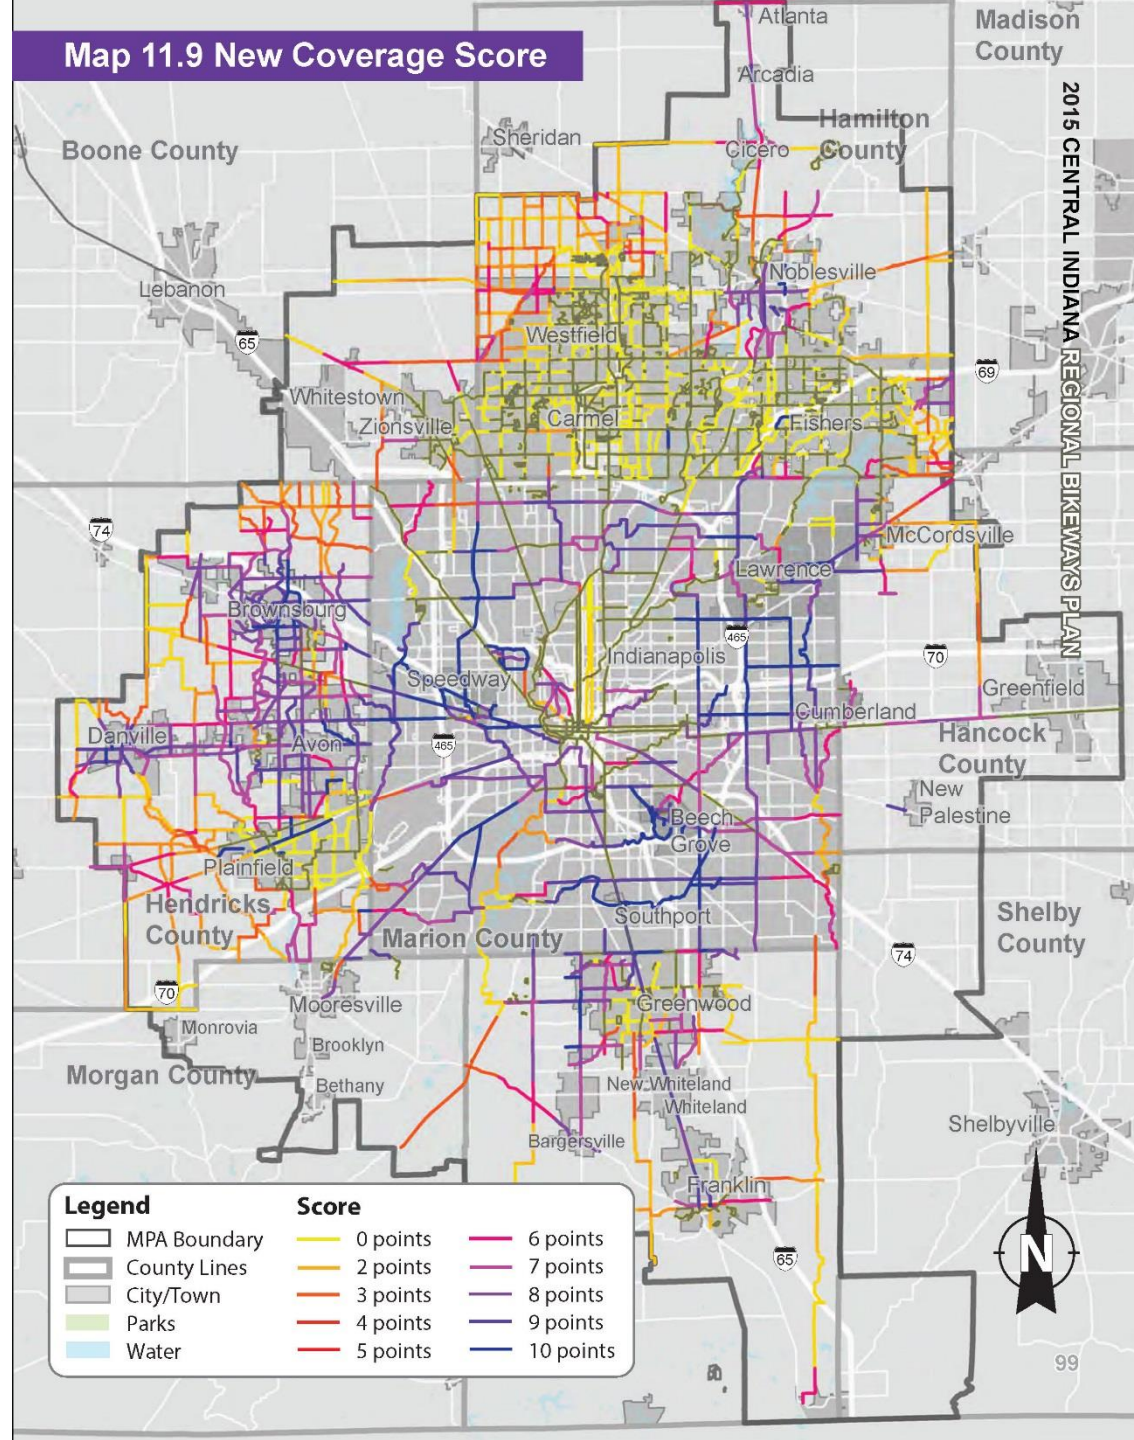 Map 11.9 New Coverage Score
Atlanta
Madison
County
Arcadia
2015 CENTRAL INDIANA REGIONAL BIKEWAYS PLAN
Hamilton
County
Sheridan
Boone County
Cicero
Noblesville
Lebanon
65
Westfield
69
Whitestown
Zionsville
Carmel
Fishers
74
McCordsville
Lawrence
Brownsburg
465
Indianapolis
70
Speedway
Greenfield
Cumberland
Danville
Avon
465
Hancock
County
New
Palestine
Beech
Grove
Plainfield
Hendricks
County
Southport
Shelby
County
Marion County
74
70
Mooresville
Greenwood
Monrovia
Brooklyn
Morgan County
Bethany
New Whiteland
Whiteland
Shelbyville
Bargersville
Franklin
65
N
99
Legend
MPA Boundary
County Lines
City/Town
Parks
Water
Score
0 points
2 points
3 points
4 points
5 points
6 points
7 points
8 points
9 points
10 points